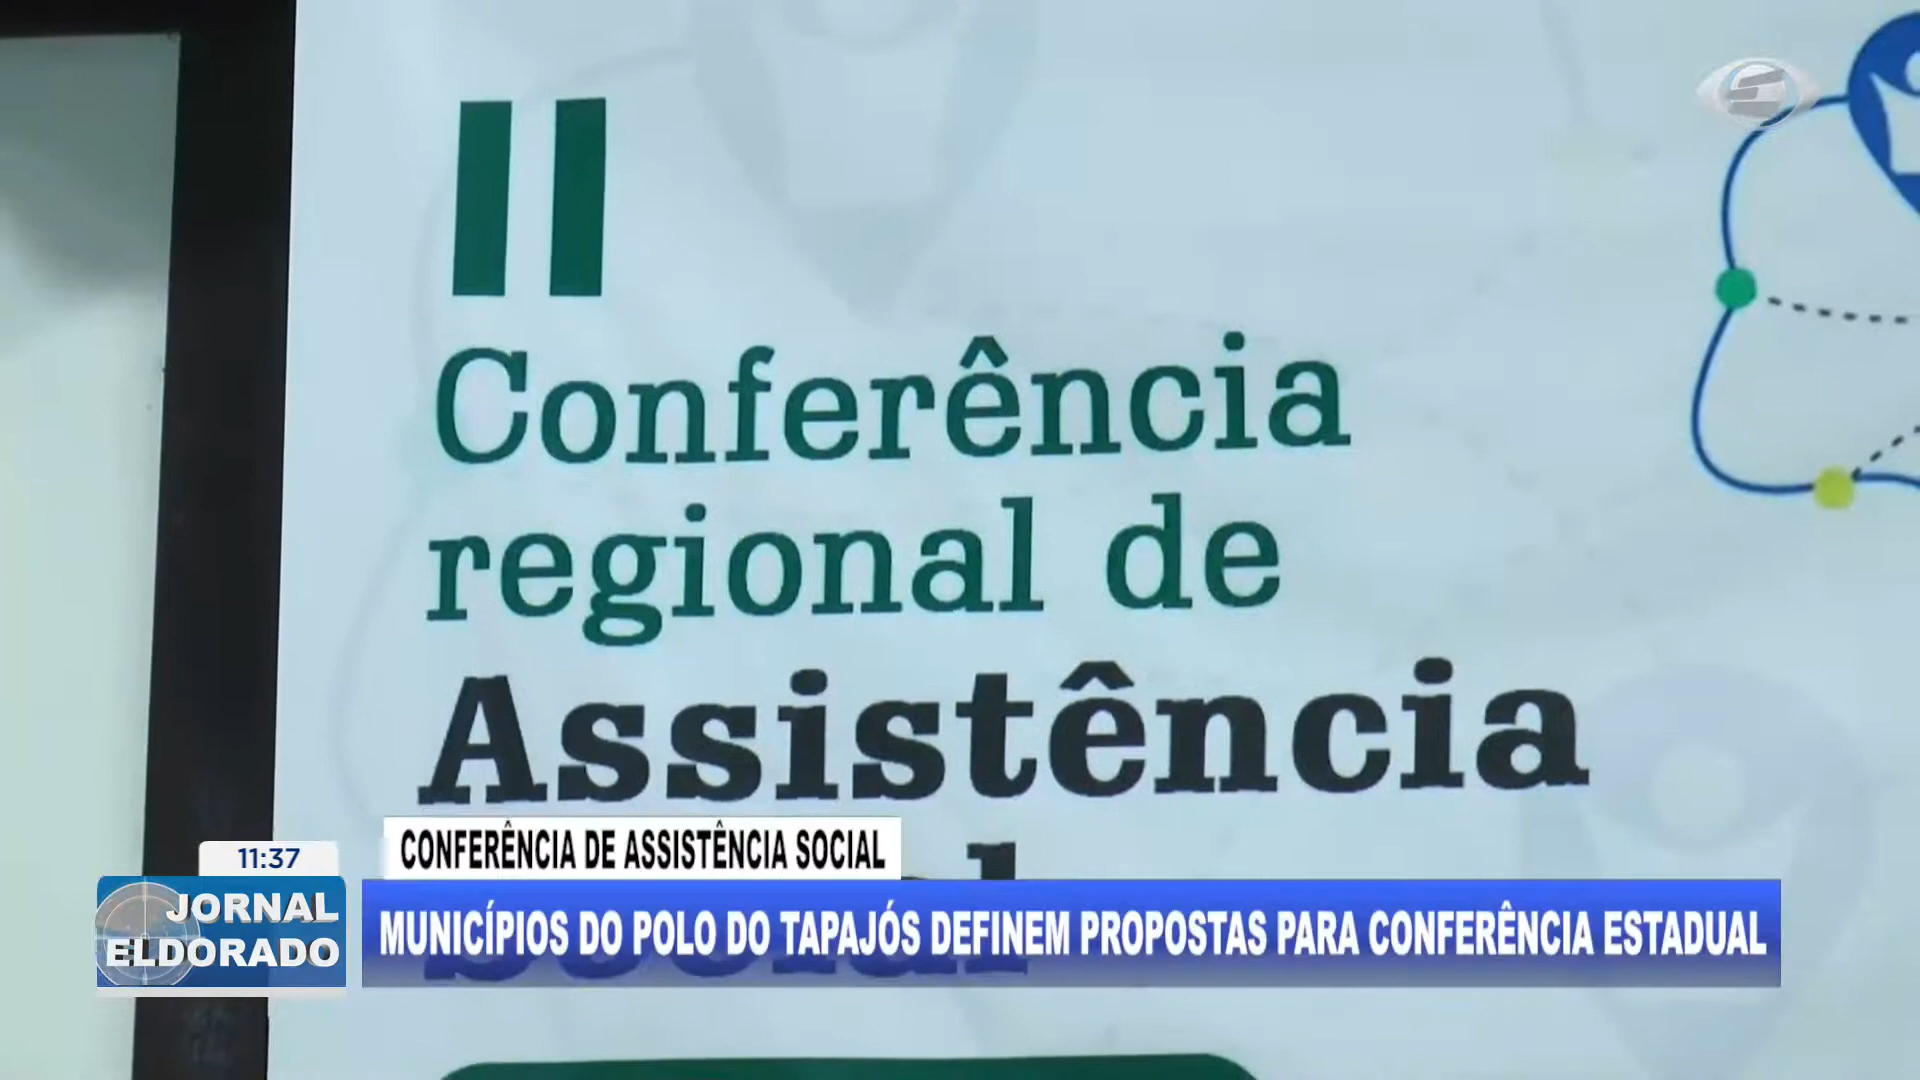 II
Conferência
regional de
Assistência
Social
CONFERÊNCIA DE ASSISTÊNCIA SOCIAL
11:37
JORNAL
ELDORADO
MUNICÍPIOS DO POLO DO TAPAJÓS DEFINEM PROPOSTAS PARA CONFERÊNCIA ESTADUAL